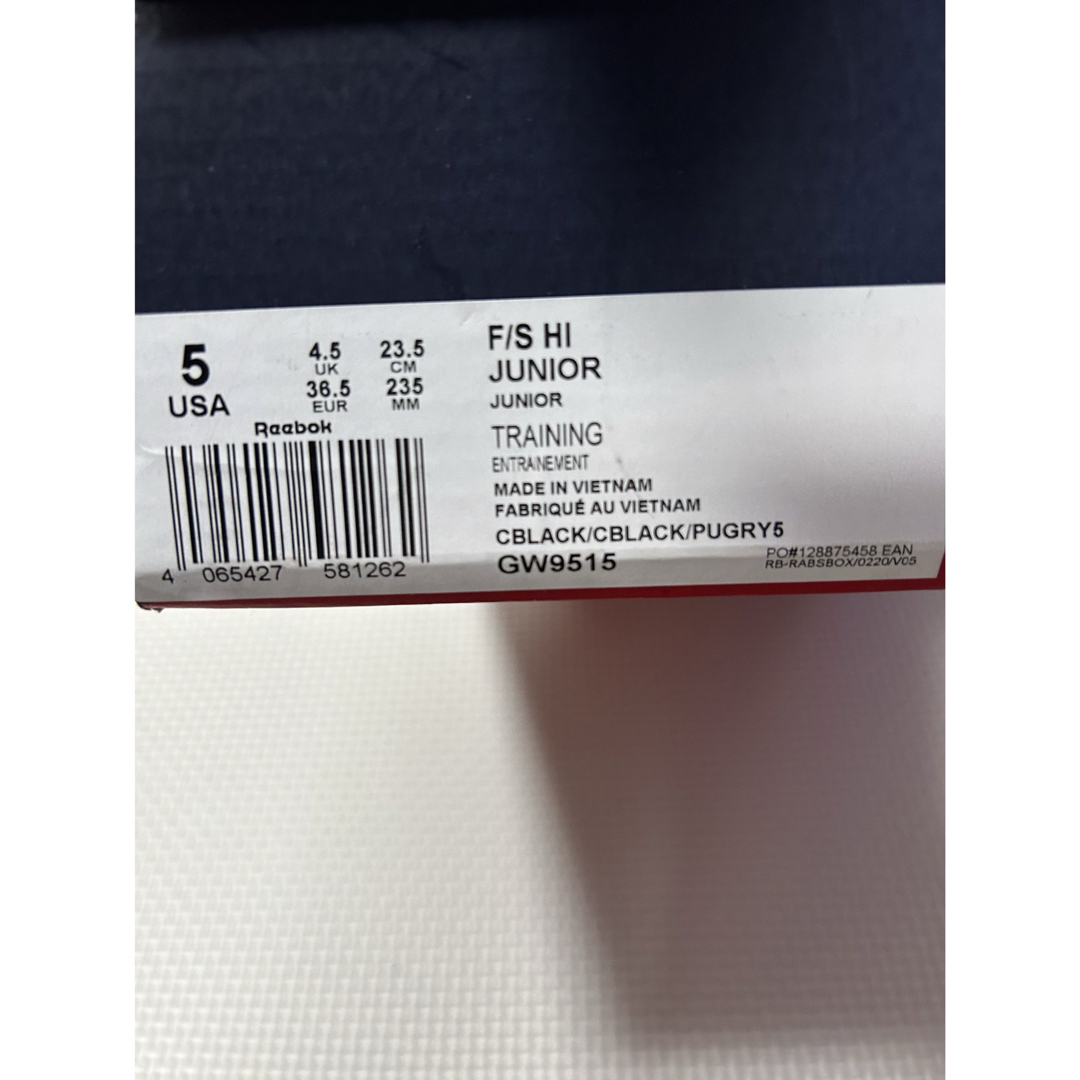 5
USA
4.5
UK
23.5
CM
36.5
EUR
235
MM
Reebok
4 065427 581262
F/S HI
JUNIOR
JUNIOR
TRAINING
ENTRANEMENT
MADE IN VIETNAM
FABRIQUÉ AU VIETNAM
CBLACK/CBLACK/PUGRY5
GW9515
PO#128875458 EAN
RB-RABSBOX/0220/V05